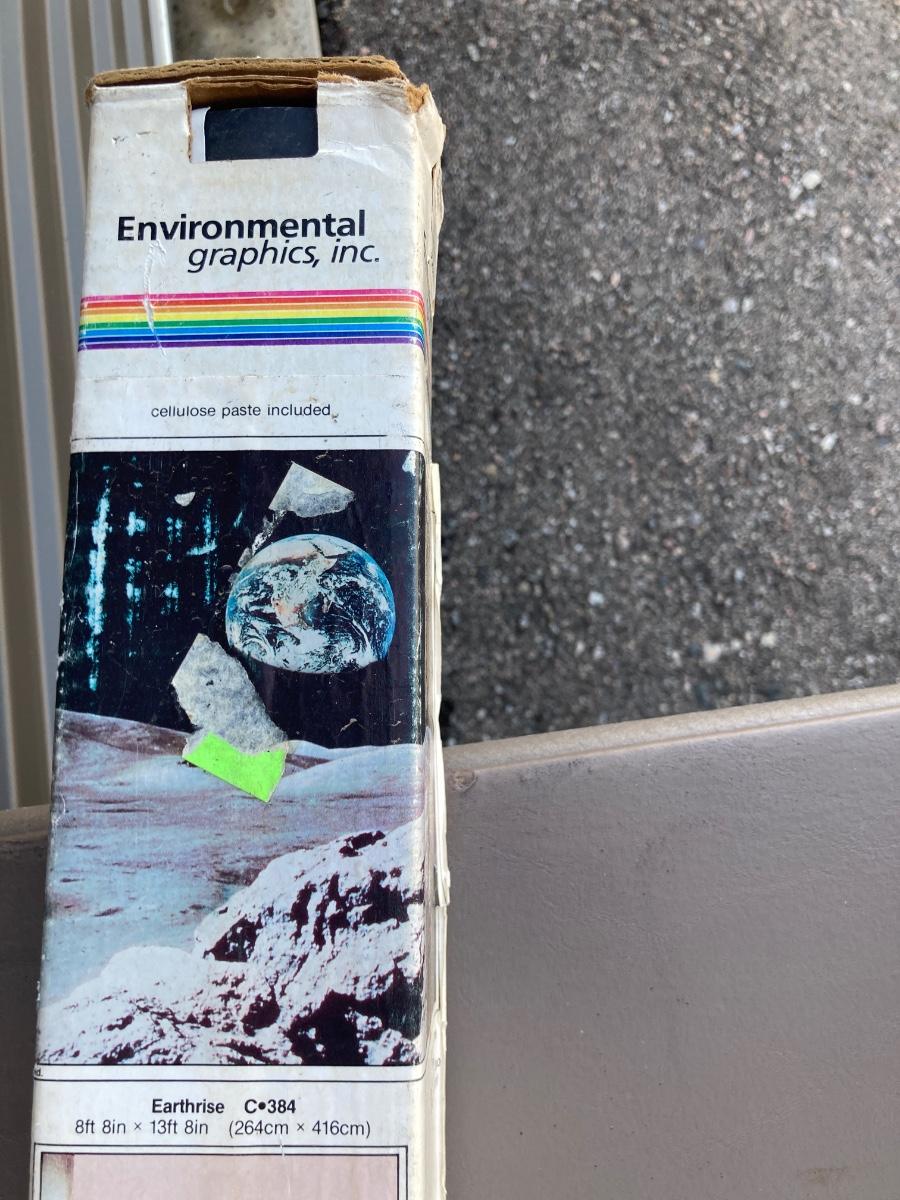 Environmental
graphics, inc.
cellulose paste included
Earthrise C•384
8ft 8in × 13ft 8in (264cm × 416cm)